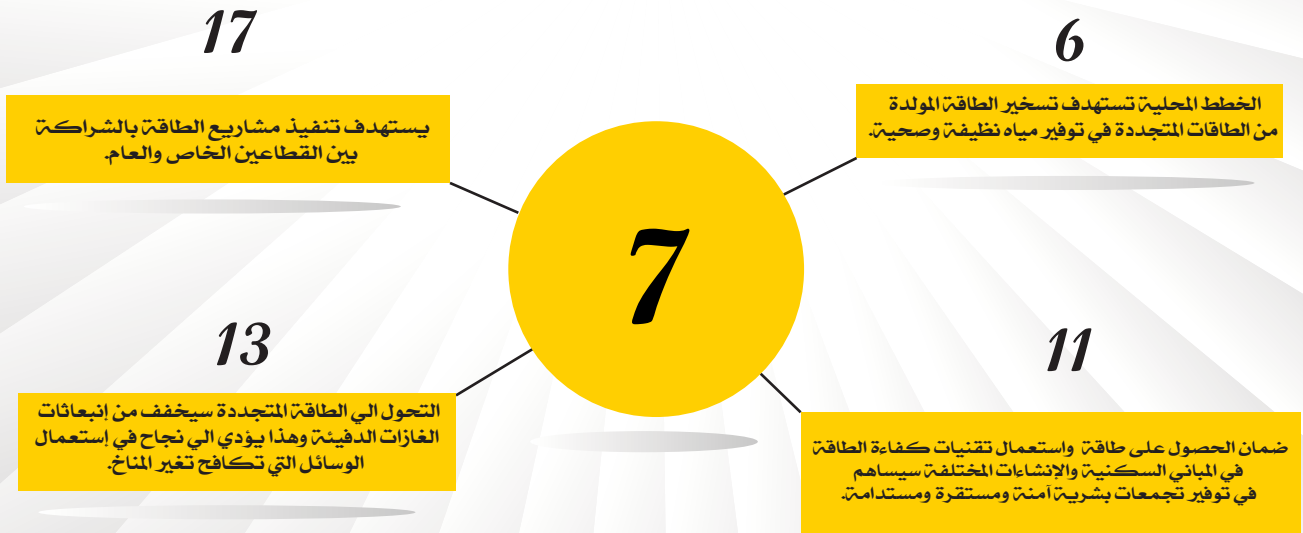 6
الخطط المحلية تستهدف تسخير الطاقة المولدة
من الطاقات المتجددة في توفير مياه نظيفة وصحية.
17
يستهدف تنفيذ مشاريع الطاقة بالشراكة
بين القطاعين الخاص والعام.
7
11
ضمان الحصول على طاقة واستعمال تقنيات كفاءة الطاقة
في المباني السكنية والإنشاءات المختلفة سيساهم
في توفير تجمعات بشرية آمنة ومستقرة ومستدامة.
13
التحول الي الطاقة المتجددة سيخفف من إنبعاثات
الغازات الدفيئة وهذا يؤدي الي نجاح في إستعمال
الوسائل التي تكافح تغير المناخ.